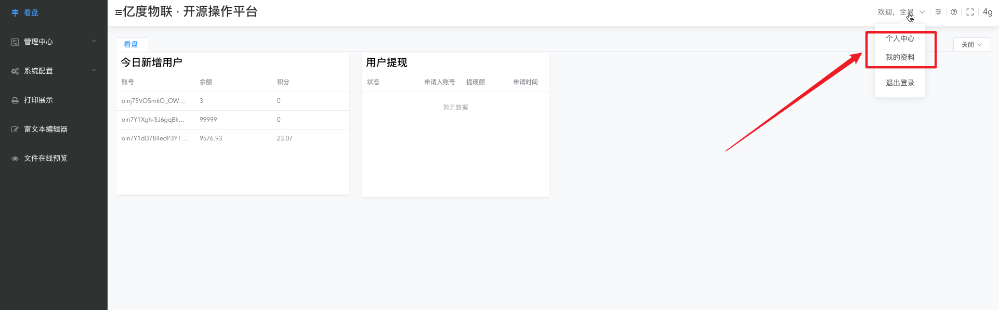 看盘
管理中心
系统配置
打印展示
富文本编辑器
文件在线预览
亿度物联 · 开源操作平台
欢迎，全易
4g
个人中心
我的资料
退出登录
看盘
关闭
今日新增用户
账号 余额 积分
oinj75VO5mkO_OW... 3 0
oin7Y1Xgh-5J6gqBk... 99999 0
oin7Y1dD784edP3YT... 9576.93 23.07
用户提现
状态 申请人账号 提现额 申请时间
暂无数据